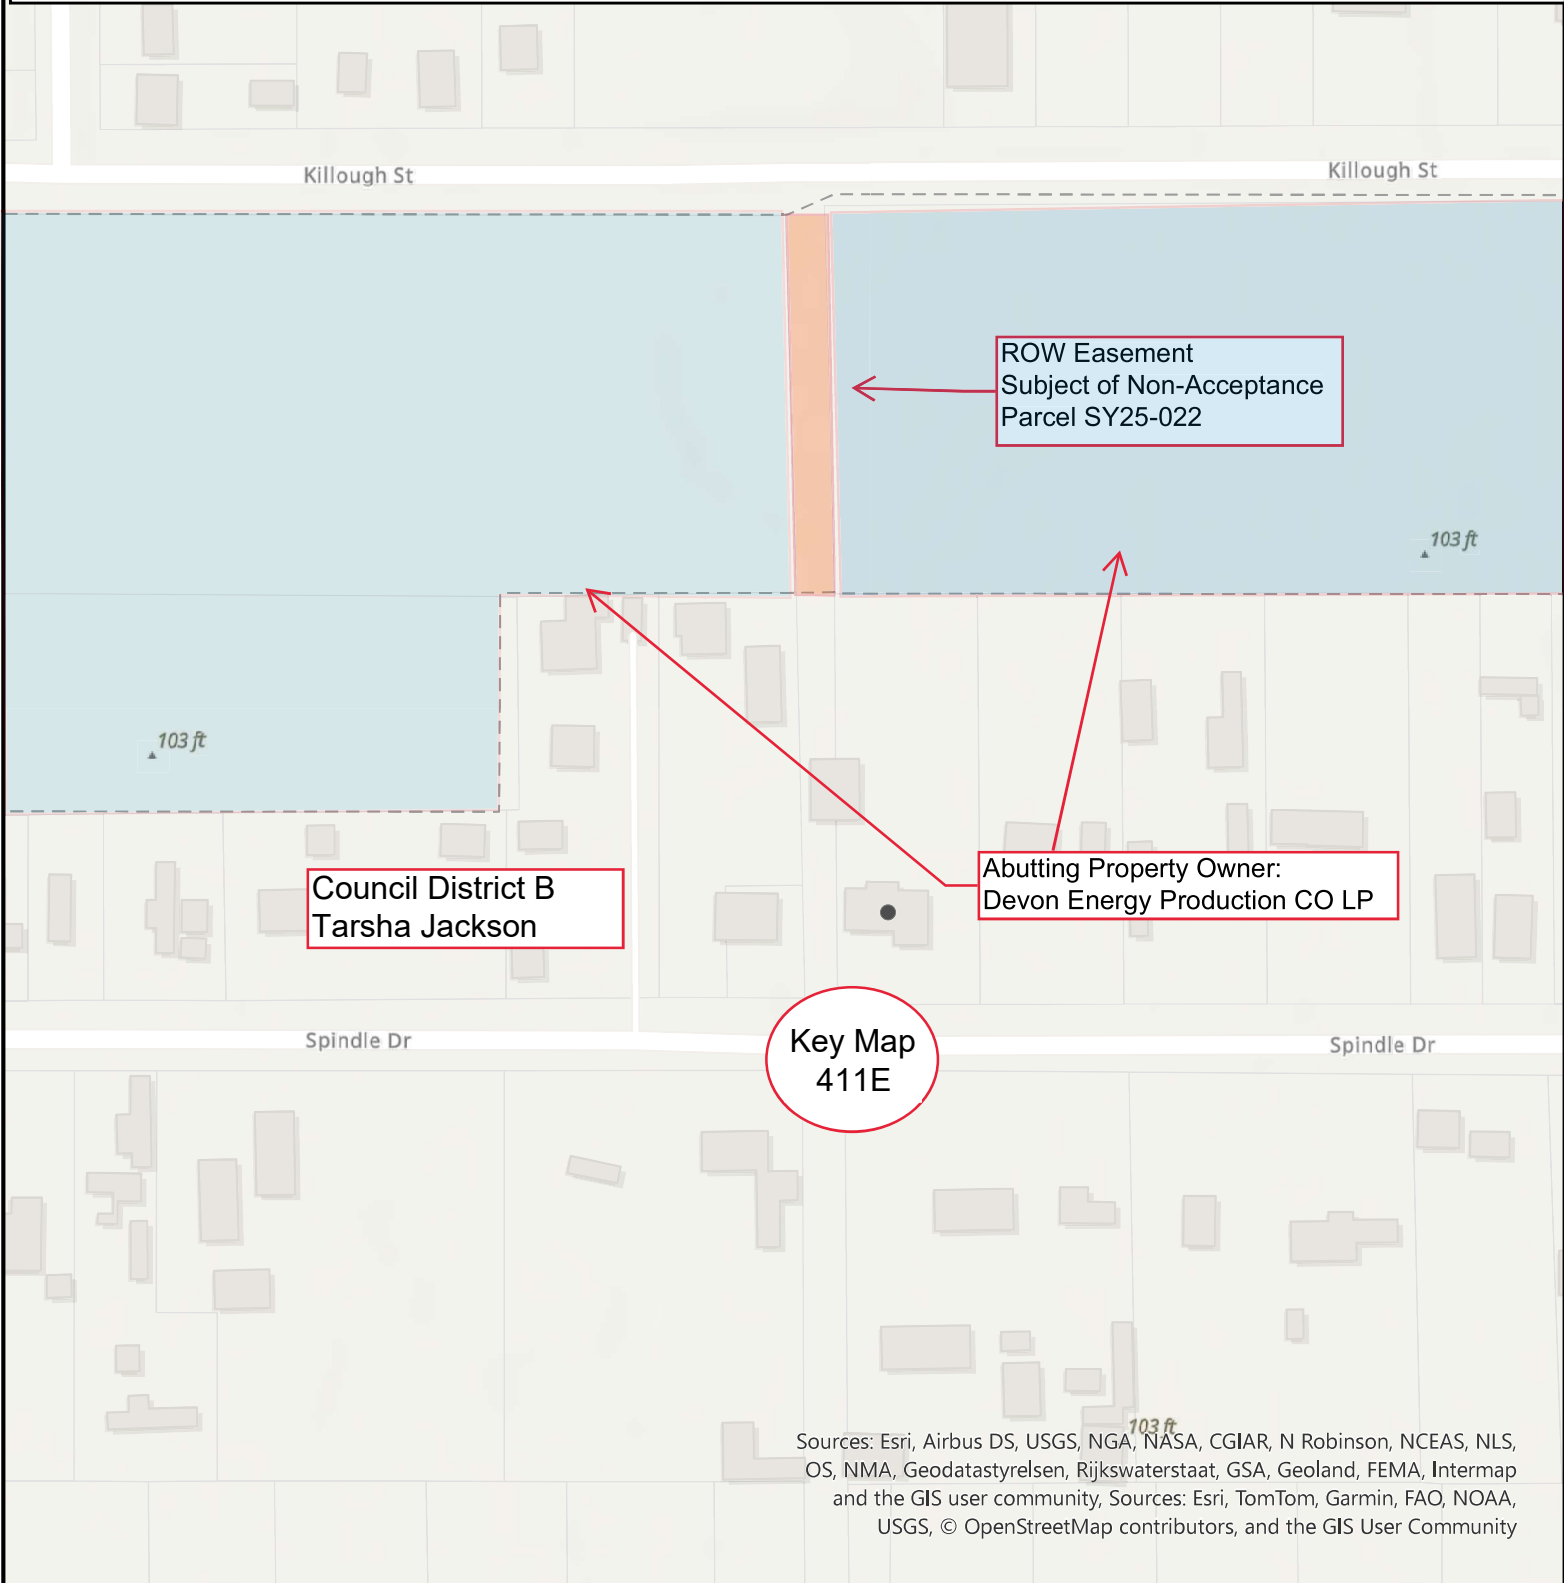 Killough St
Killough St
ROW Easement
Subject of Non-Acceptance
Parcel SY25-022
103 ft
103 ft
Abutting Property Owner:
Devon Energy Production CO LP
Council District B
Tarsha Jackson
Key Map
411E
Spindle Dr
Spindle Dr
103 ft
Sources: Esri, Airbus DS, USGS, NGA, NASA, CGIAR, N Robinson, NCEAS, NLS,
OS, NMA, Geodatastyrelsen, Rijkswaterstaat, GSA, Geoland, FEMA, Intermap
and the GIS user community, Sources: Esri, TomTom, Garmin, FAO, NOAA,
USGS, © OpenStreetMap contributors, and the GIS User Community